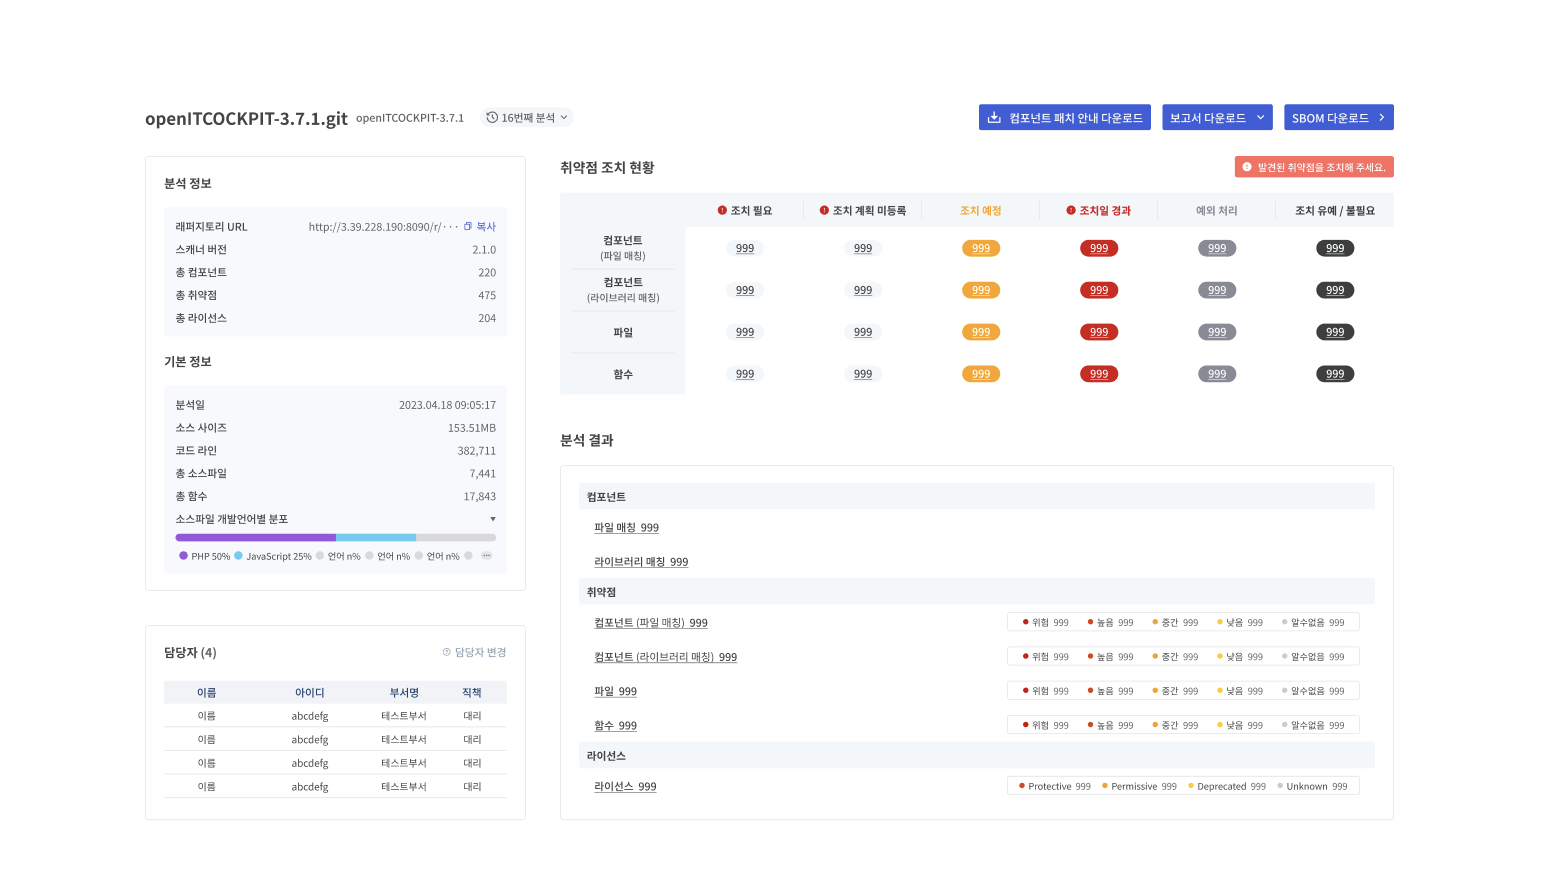 openITCOCKPIT-3.7.1.git openITCOCKPIT-3.7.1 16번째 분석
컴포넌트 패치 안내 다운로드 보고서 다운로드 SBOM 다운로드
분석 정보
래퍼지토리 URL http://3.39.228.190:8090/r/··· 복사
스캐너 버전 2.1.0
총 컴포넌트 220
총 취약점 475
총 라이선스 204
기본 정보
분석일 2023.04.18 09:05:17
소스 사이즈 153.51MB
코드 라인 382,711
총 소스파일 7,441
총 함수 17,843
소스파일 개발언어별 분포
PHP 50% JavaScript 25% 언어 n% 언어 n% 언어 n% ···
담당자 (4) 담당자 변경
이름 아이디 부서명 직책
이름 abcdefg 테스트부서 대리
이름 abcdefg 테스트부서 대리
이름 abcdefg 테스트부서 대리
이름 abcdefg 테스트부서 대리
취약점 조치 현황 발견된 취약점을 조치해 주세요.
조치 필요 조치 계획 미등록 조치 예정 조치일 경과 예외 처리 조치 유예 / 불필요
컴포넌트
(파일 매칭) 999 999 999 999 999 999
컴포넌트
(라이브러리 매칭) 999 999 999 999 999 999
파일 999 999 999 999 999 999
함수 999 999 999 999 999 999
분석 결과
컴포넌트
파일 매칭 999
라이브러리 매칭 999
취약점
컴포넌트 (파일 매칭) 999 위험 999 높음 999 중간 999 낮음 999 알수없음 999
컴포넌트 (라이브러리 매칭) 999 위험 999 높음 999 중간 999 낮음 999 알수없음 999
파일 999 위험 999 높음 999 중간 999 낮음 999 알수없음 999
함수 999 위험 999 높음 999 중간 999 낮음 999 알수없음 999
라이선스
라이선스 999 Protective 999 Permissive 999 Deprecated 999 Unknown 999